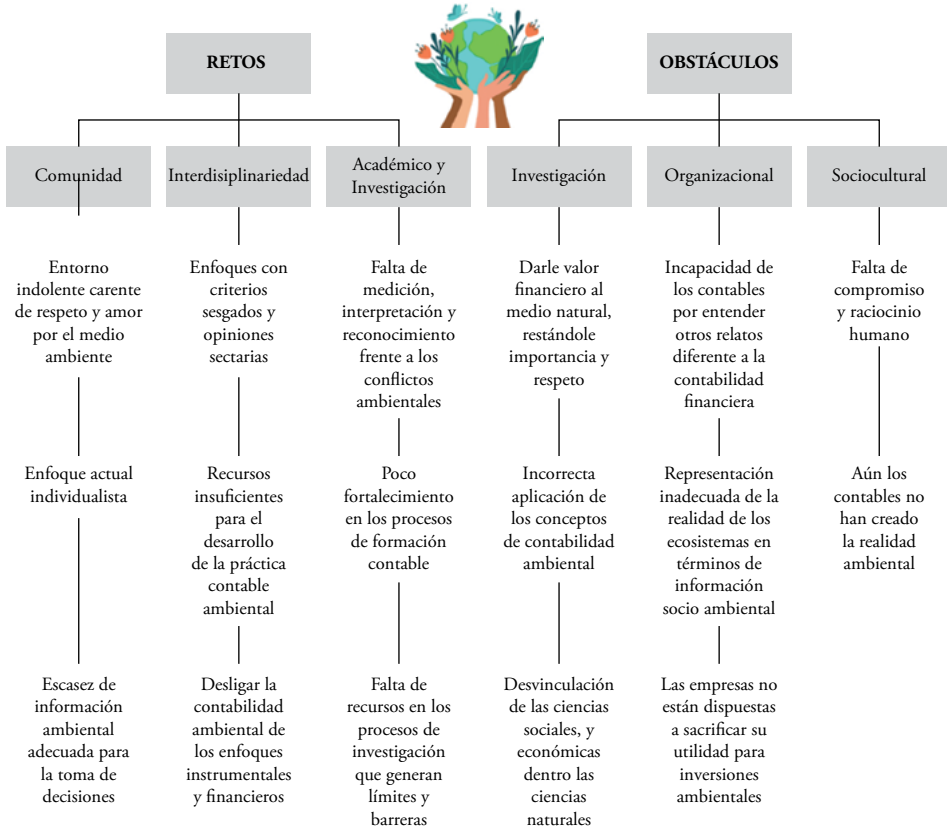 RETOS
OBSTÁCULOS
Comunidad
Interdisiplinariedad
Académico y
Investigación
Investigación
Organizacional
Sociocultural
Entorno
indolente carente
de respeto y amor
por el medio
ambiente
Enfoque actual
individualista
Escasez de
información
ambiental
adecuada para
la toma de
decisiones
Enfoques con
criterios
sesgados y
opiniones
sectarias
Recursos
insuficientes
para el
desarrollo
de la práctica
contable
ambiental
Desligar la
contabilidad
ambiental de
los enfoques
instrumentales
y financieros
Falta de
medición,
interpretación y
reconocimiento
frente a los
conflictos
ambientales
Poco
fortalecimiento
en los procesos
de formación
contable
Falta de
recursos en los
procesos de
investigación
que generan
límites y
barreras
Darle valor
financiero al
medio natural,
restándole
importancia y
respeto
Incorrecta
aplicación de
los conceptos
de contabilidad
ambiental
Desvinculación
de las ciencias
sociales, y
económicas
dentro las
ciencias
naturales
Incapacidad de
los contables
por entender
otros relatos
diferente a la
contabilidad
financiera
Representación
inadecuada de la
realidad de los
ecosistemas en
términos de
información
socio ambiental
Las empresas no
están dispuestas
a sacrificar su
utilidad para
inversiones
ambientales
Falta de
compromiso
y raciocinio
humano
Aún los
contables no
han creado
la realidad
ambiental